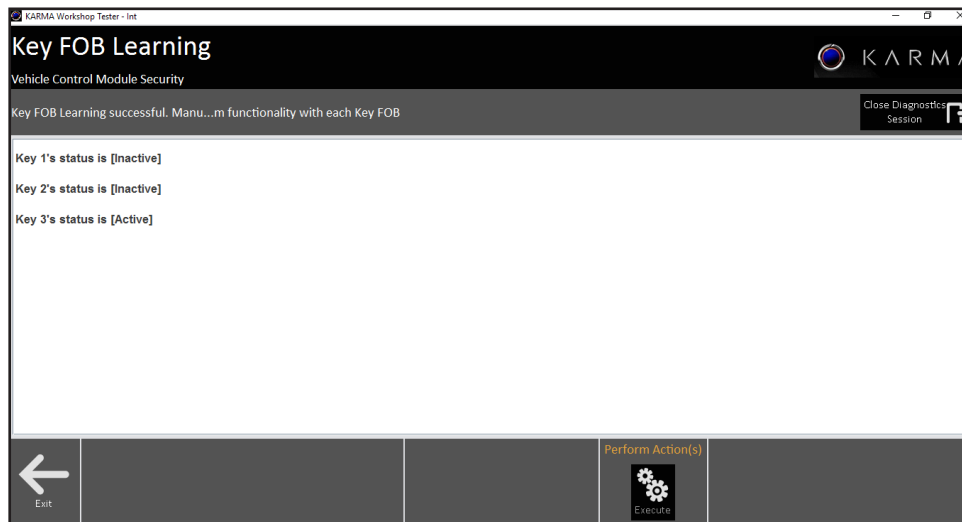 KARMA Workshop Tester - Int
Key FOB Learning
KARMA
Vehicle Control Module Security
Key FOB Learning successful. Manu...m functionality with each Key FOB
Close Diagnostics
Session
Key 1's status is [Inactive]
Key 2's status is [Inactive]
Key 3's status is [Active]
Perform Action(s)
Exit
Execute